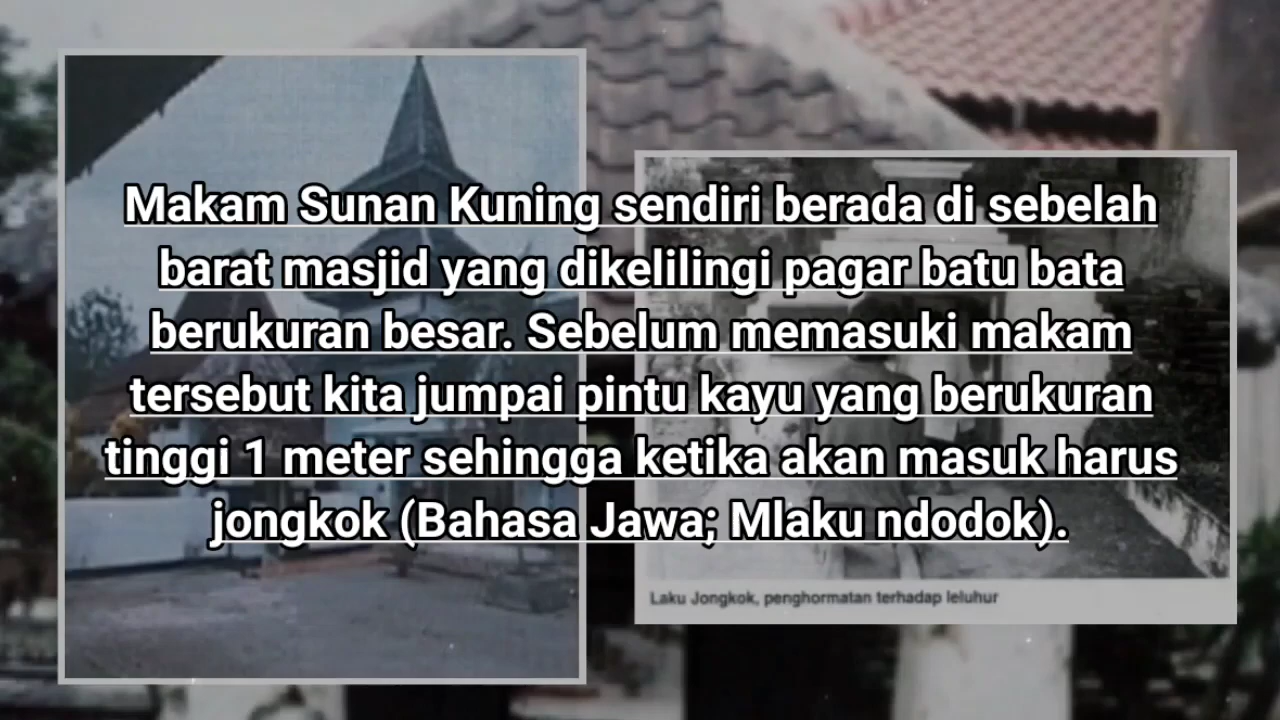 Makam Sunan Kuning sendiri berada di sebelah
barat masjid yang dikelilingi pagar batu bata
berukuran besar. Sebelum memasuki makam
tersebut kita jumpai pintu kayu yang berukuran
tinggi 1 meter sehingga ketika akan masuk harus
jongkok (Bahasa Jawa; Mlaku ndodok).
Laku Jongkok, penghormatan terhadap leluhur